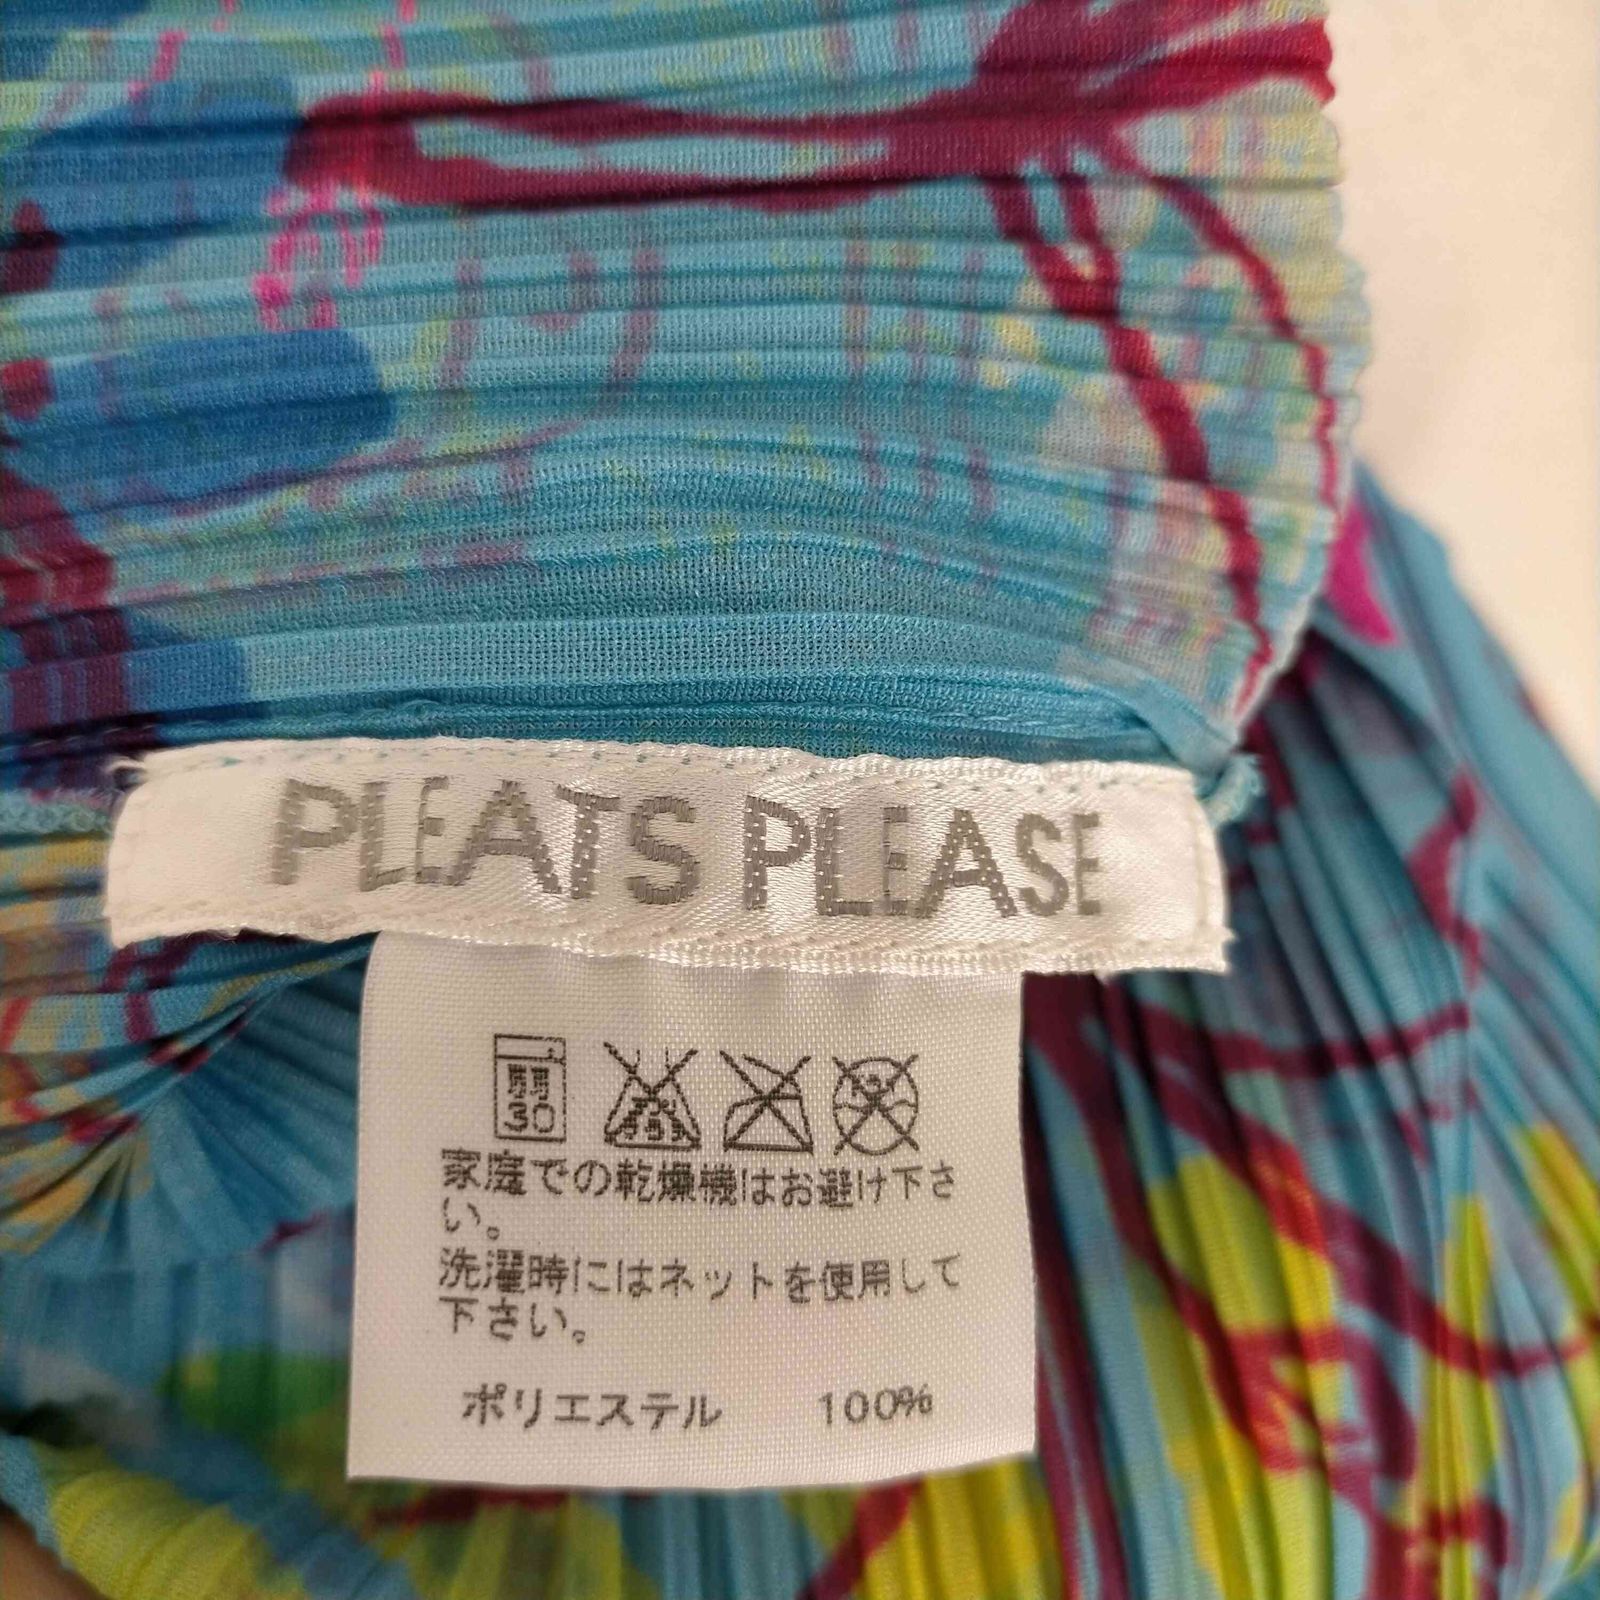 PLEATS PLEASE
30
家庭での乾燥機はお避け下さ
い。
洗濯時にはネットを使用して
下さい。
ポリエステル 100%